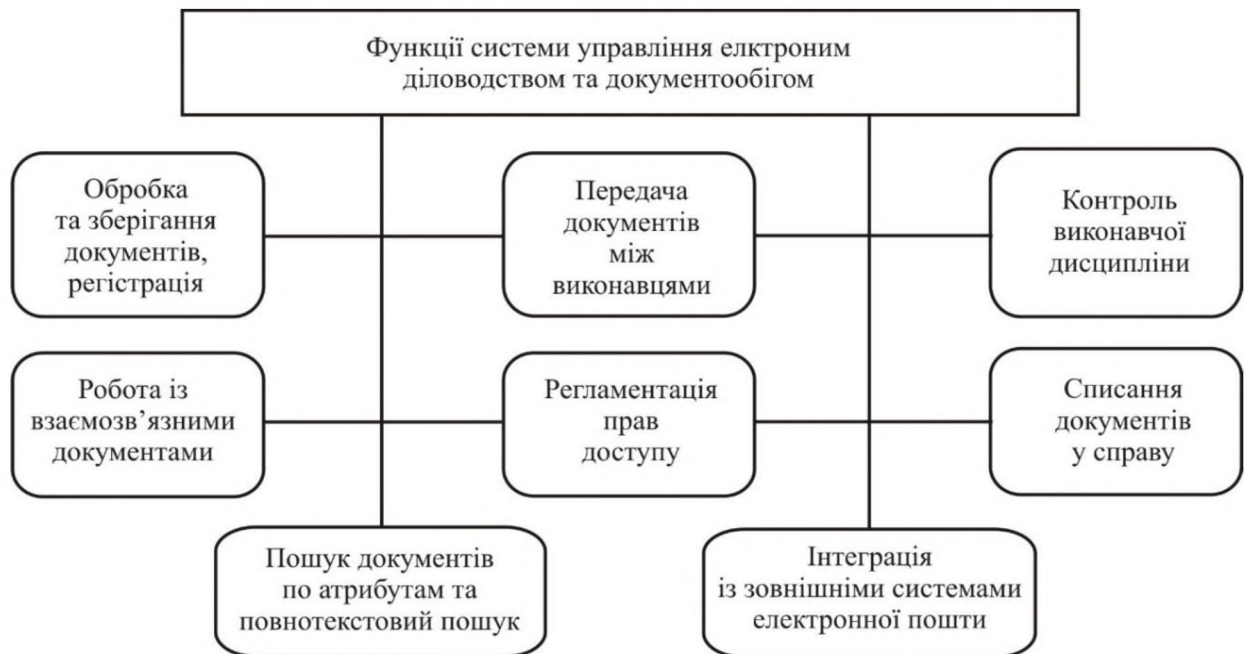 Функції системи управління елктроним
діловодством та документообігом
Обробка
та зберігання
документів,
регістрація
Передача
документів
між
виконавцями
Контроль
виконавчої
дисципліни
Робота із
взаємозв’язними
документами
Регламентація
прав
доступу
Списання
документів
у справу
Пошук документів
по атрибутам та
повнотекстовий пошук
Інтеграція
із зовнішніми системами
електронної пошти